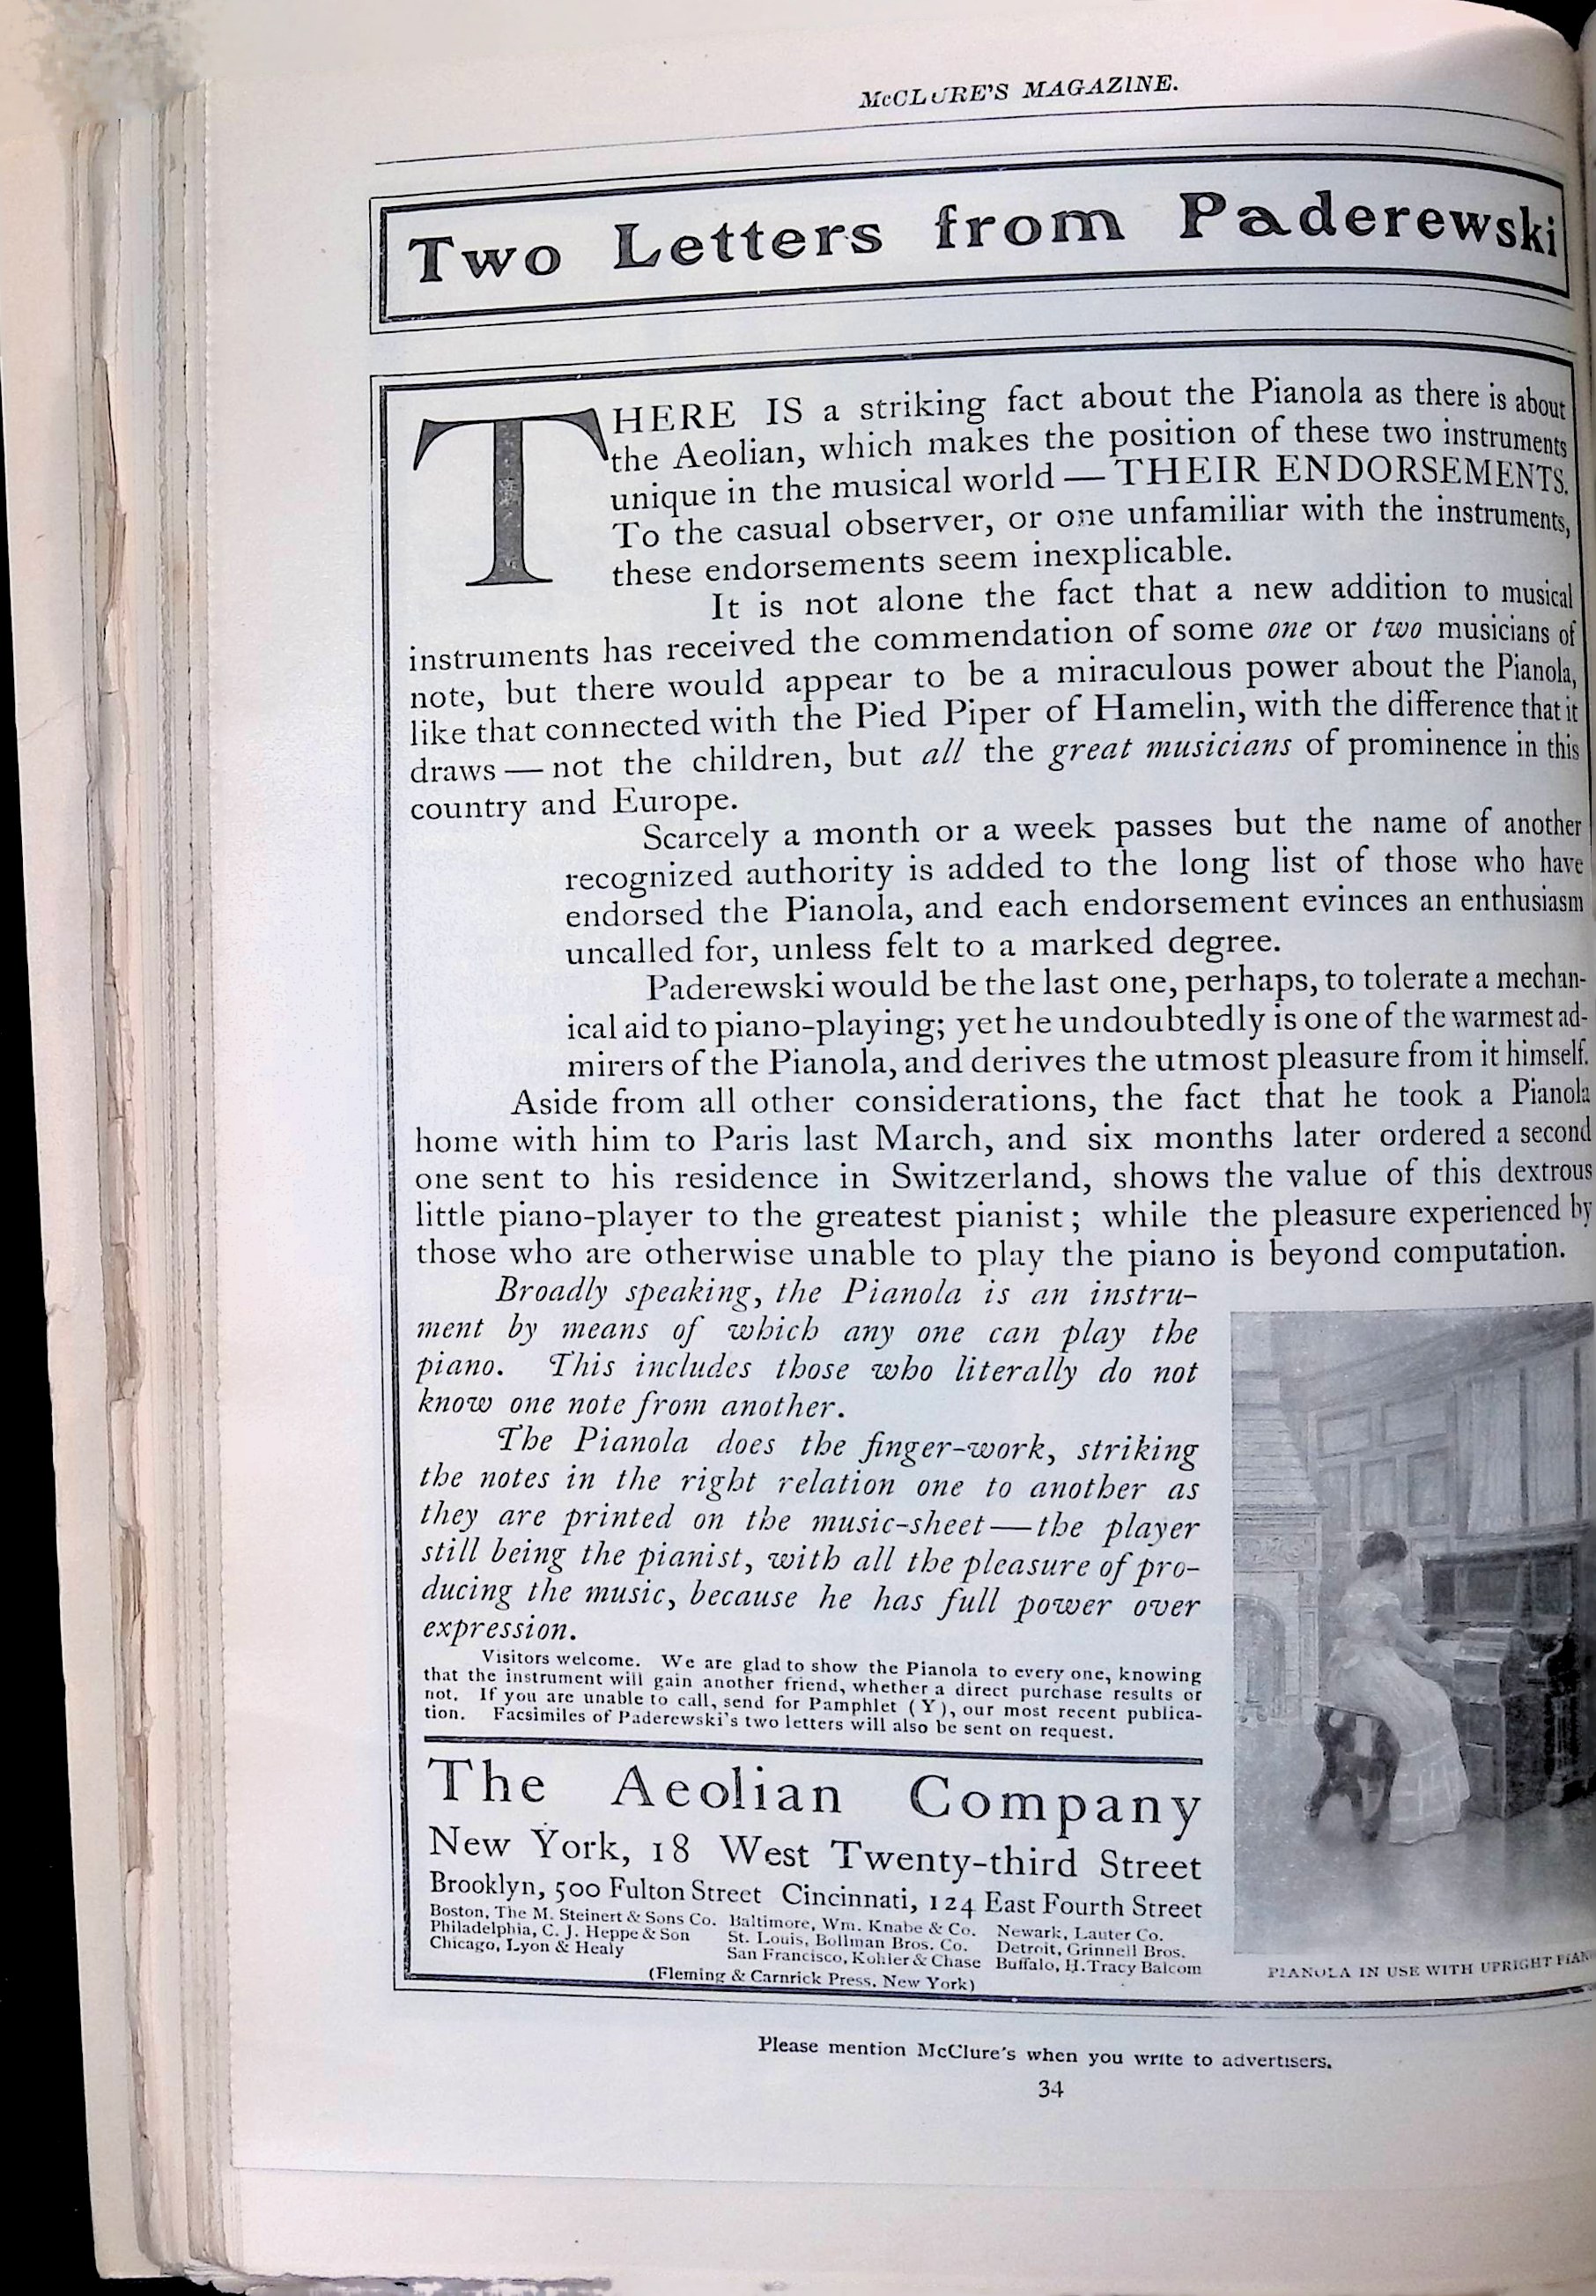 McCLURE'S MAGAZINE.
Two Letters from Paderewski
THERE IS a striking fact about the Pianola as there is about
the Aeolian, which makes the position of these two instruments
unique in the musical world — THEIR ENDORSEMENTS.
To the casual observer, or one unfamiliar with the instruments,
these endorsements seem inexplicable.
It is not alone the fact that a new addition to musical
instruments has received the commendation of some one or two musicians of
note, but there would appear to be a miraculous power about the Pianola,
like that connected with the Pied Piper of Hamelin, with the difference that it
draws — not the children, but all the great musicians of prominence in this
country and Europe.
Scarcely a month or a week passes but the name of another
recognized authority is added to the long list of those who have
endorsed the Pianola, and each endorsement evinces an enthusiasm
uncalled for, unless felt to a marked degree.
Paderewski would be the last one, perhaps, to tolerate a mechan-
ical aid to piano-playing; yet he undoubtedly is one of the warmest ad-
mirers of the Pianola, and derives the utmost pleasure from it himself.
Aside from all other considerations, the fact that he took a Pianola
home with him to Paris last March, and six months later ordered a second
one sent to his residence in Switzerland, shows the value of this dextrous
little piano-player to the greatest pianist; while the pleasure experienced by
those who are otherwise unable to play the piano is beyond computation.
Broadly speaking, the Pianola is an instru-
ment by means of which any one can play the
piano. This includes those who literally do not
know one note from another.
The Pianola does the finger-work, striking
the notes in the right relation one to another as
they are printed on the music-sheet — the player
still being the pianist, with all the pleasure of pro-
ducing the music, because he has full power over
expression.
Visitors welcome. We are glad to show the Pianola to every one, knowing
that the instrument will gain another friend, whether a direct purchase results or
not. If you are unable to call, send for Pamphlet (Y), our most recent publica-
tion. Facsimiles of Paderewski's two letters will also be sent on request.
The Aeolian Company
New York, 18 West Twenty-third Street
Brooklyn, 500 Fulton Street Cincinnati, 124 East Fourth Street
Boston, The M. Steinert & Sons Co. Baltimore, Wm. Knabe & Co. Newark, Lauter Co.
Philadelphia, C. J. Heppe & Son St. Louis, Bollman Bros. Co. Detroit, Grinnell Bros.
Chicago, Lyon & Healy San Francisco, Kohler & Chase Buffalo, H. Tracy Balcom
(Fleming & Carnrick Press, New York)
PIANOLA IN USE WITH UPRIGHT PIAN
Please mention McClure's when you write to advertisers.
34